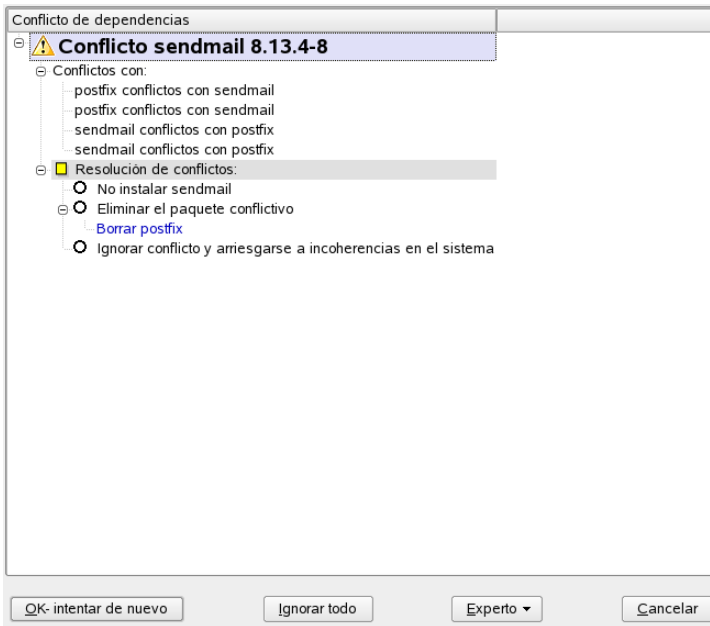 Conflicto de dependencias
Conflicto sendmail 8.13.4-8
Conflictos con:
postfix conflictos con sendmail
postfix conflictos con sendmail
sendmail conflictos con postfix
sendmail conflictos con postfix
Resolución de conflictos:
No instalar sendmail
Eliminar el paquete conflictivo
Borrar postfix
Ignorar conflicto y arriesgarse a incoherencias en el sistema
OK- intentar de nuevo
Ignorar todo
Experto
Cancelar